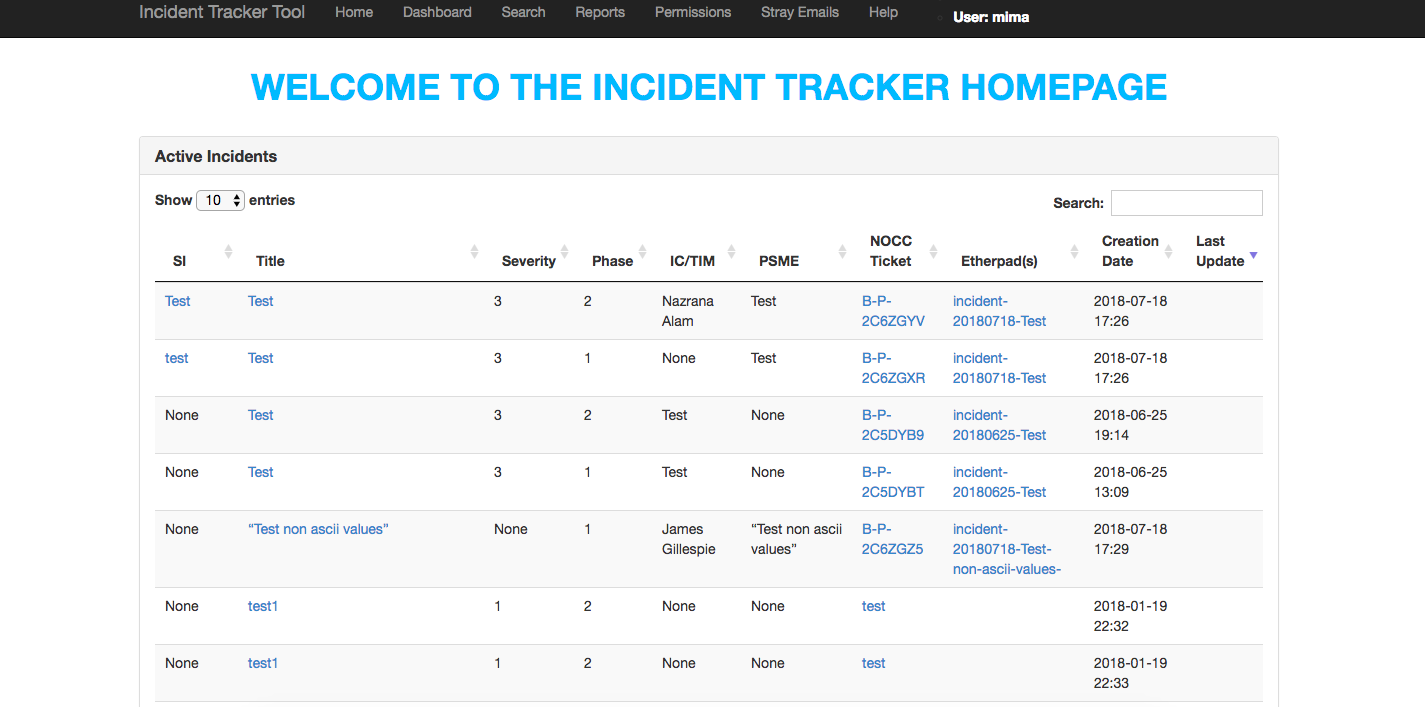 Incident Tracker Tool Home Dashboard Search Reports Permissions Stray Emails Help User: mima
WELCOME TO THE INCIDENT TRACKER HOMEPAGE
Active Incidents
Show 10 entries Search:
SI Title Severity Phase IC/TIM PSME NOCC Ticket Etherpad(s) Creation Date Last Update
Test Test 3 2 Nazrana Alam Test B-P-2C6ZGYV incident-20180718-Test 2018-07-18 17:26
test Test 3 1 None Test B-P-2C6ZGXR incident-20180718-Test 2018-07-18 17:26
None Test 3 2 Test None B-P-2C5DYB9 incident-20180625-Test 2018-06-25 19:14
None Test 3 1 Test None B-P-2C5DYBT incident-20180625-Test 2018-06-25 13:09
None “Test non ascii values” None 1 James Gillespie “Test non ascii values” B-P-2C6ZGZ5 incident-20180718-Test-non-ascii-values- 2018-07-18 17:29
None test1 1 2 None None test 2018-01-19 22:32
None test1 1 2 None None test 2018-01-19 22:33